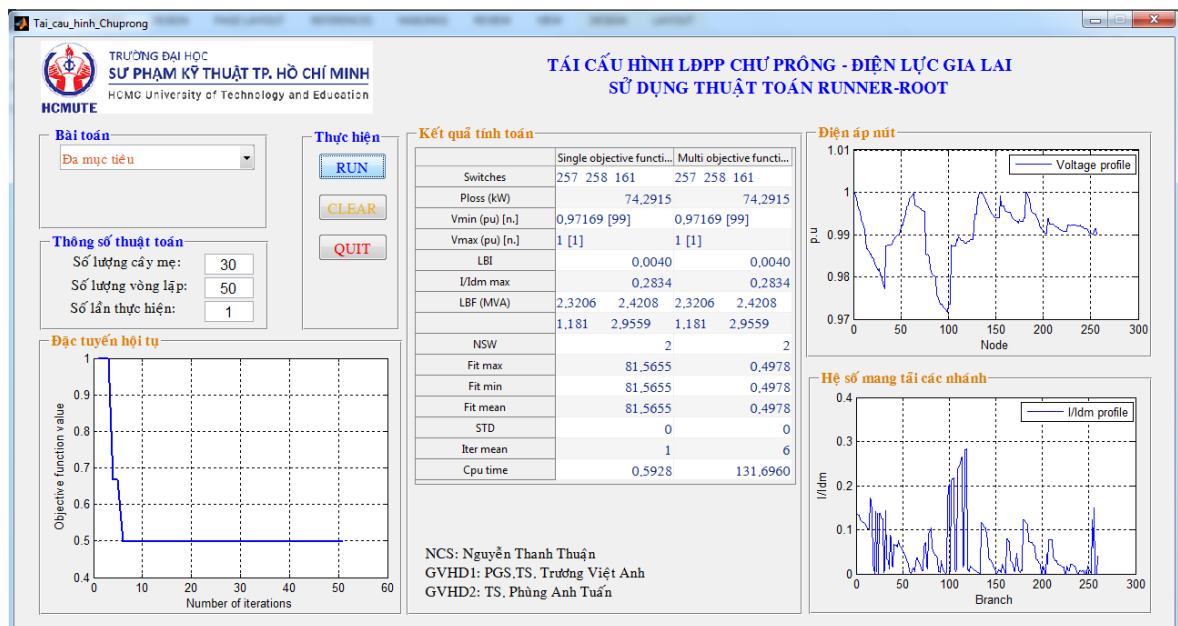 Tai_cau_hinh_Chuprong
TRƯỜNG ĐẠI HỌC
SƯ PHẠM KỸ THUẬT TP. HỒ CHÍ MINH
HCMC University of Technology and Education
HCMUTE
TÁI CẤU HÌNH LĐPP CHƯ PRÔNG - ĐIỆN LỰC GIA LAI
SỬ DỤNG THUẬT TOÁN RUNNER-ROOT
Bài toán
Đa mục tiêu
Thực hiện
RUN
CLEAR
QUIT
Thông số thuật toán
Số lượng cây mẹ: 30
Số lượng vòng lặp: 50
Số lần thực hiện: 1
Đặc tuyến hội tụ
Objective function value
1
0.9
0.8
0.7
0.6
0.5
0.4
0 10 20 30 40 50 60
Number of iterations
Kết quả tính toán
Single objective functi... Multi objective functi...
Switches 257 258 161 257 258 161
Ploss (kW) 74,2915 74,2915
Vmin (pu) [n.] 0,97169 [99] 0,97169 [99]
Vmax (pu) [n.] 1 [1] 1 [1]
LBI 0,0040 0,0040
I/Idm max 0,2834 0,2834
LBF (MVA) 2,3206 2,4208 2,3206 2,4208
1,181 2,9559 1,181 2,9559
NSW 2 2
Fit max 81,5655 0,4978
Fit min 81,5655 0,4978
Fit mean 81,5655 0,4978
STD 0 0
Iter mean 1 6
Cpu time 0,5928 131,6960
NCS: Nguyễn Thanh Thuận
GVHD1: PGS,TS, Trương Việt Anh
GVHD2: TS, Phùng Anh Tuấn
Điện áp nút
Voltage profile
p.u
1.01
1
0.99
0.98
0.97
0 50 100 150 200 250 300
Node
Hệ số mang tải các nhánh
I/Idm profile
I/Idm
0.4
0.3
0.2
0.1
0
0 50 100 150 200 250 300
Branch